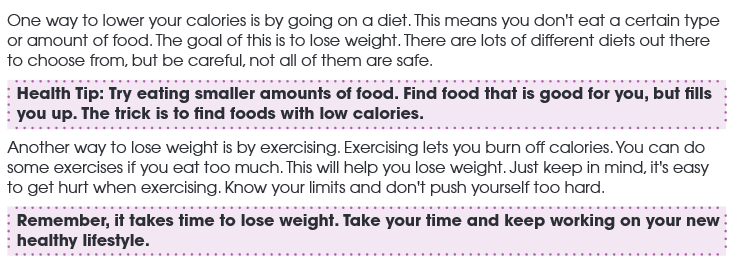 One way to lower your calories is by going on a diet. This means you don't eat a certain type
or amount of food. The goal of this is to lose weight. There are lots of different diets out there
to choose from, but be careful, not all of them are safe.
Health Tip: Try eating smaller amounts of food. Find food that is good for you, but fills
you up. The trick is to find foods with low calories.
Another way to lose weight is by exercising. Exercising lets you burn off calories. You can do
some exercises if you eat too much. This will help you lose weight. Just keep in mind, it's easy
to get hurt when exercising. Know your limits and don't push yourself too hard.
Remember, it takes time to lose weight. Take your time and keep working on your new
healthy lifestyle.